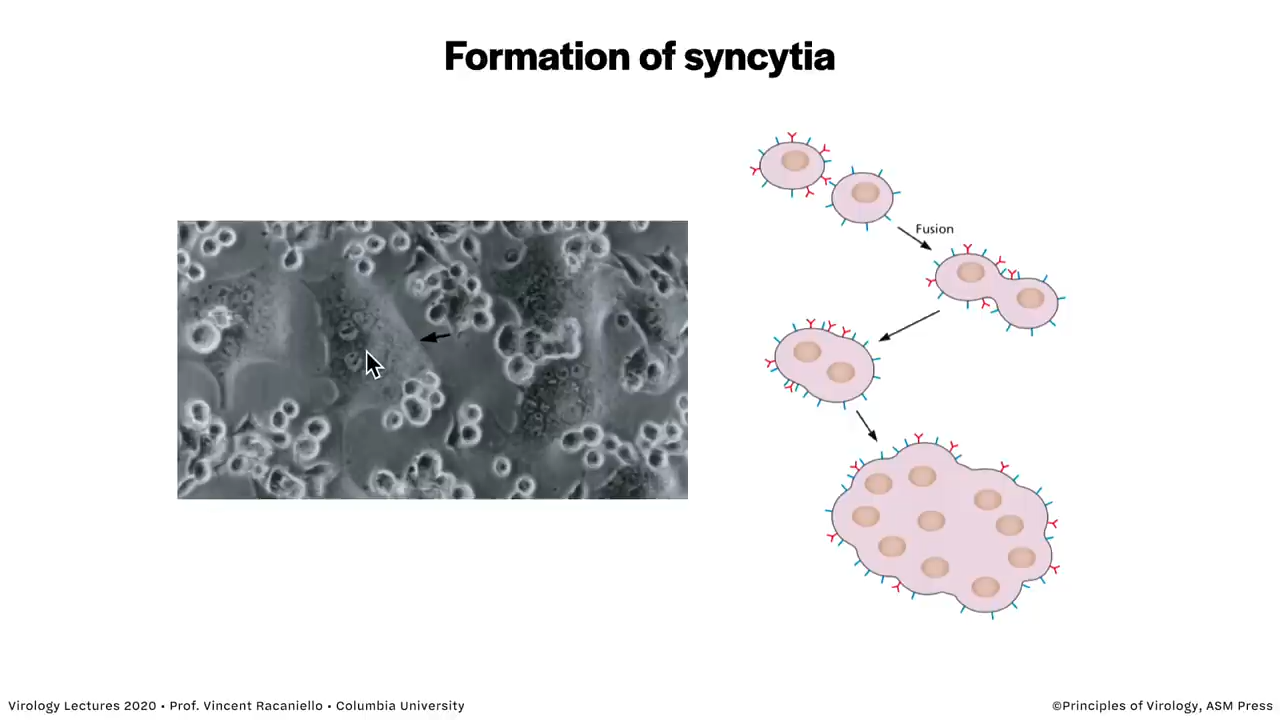 Formation of syncytia
Fusion
Virology Lectures 2020 • Prof. Vincent Racaniello • Columbia University
©Principles of Virology, ASM Press